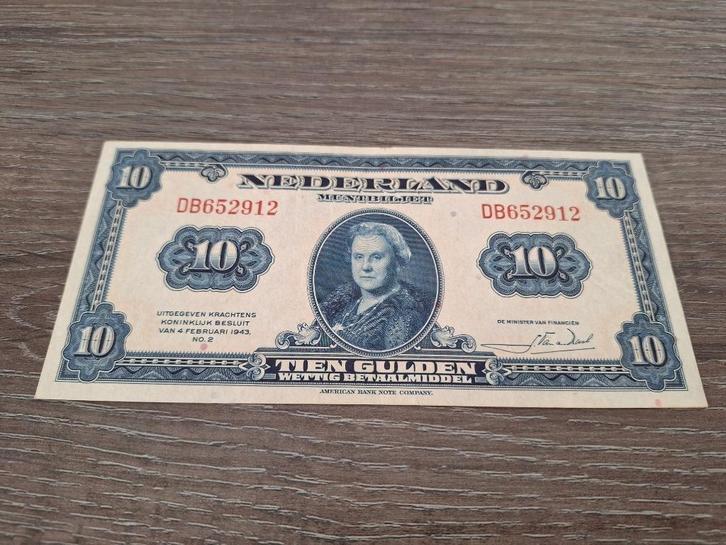 10 NEDERLAND 10
MUNTBILJET
DB652912 DB652912
10 10
UITGEGEVEN KRACHTENS
KONINKLIJK BESLUIT
VAN 4 FEBRUARI 1943,
NO. 2
DE MINISTER VAN FINANCIËN
10 TIEN GULDEN 10
WETTIG BETAALMIDDEL
AMERICAN BANK NOTE COMPANY.